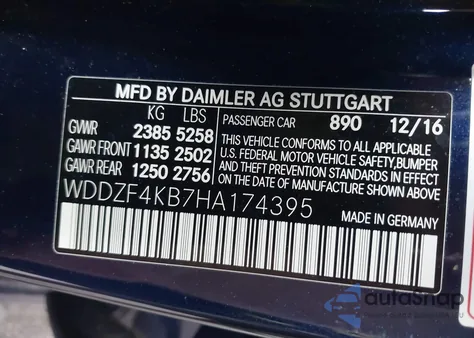 MFD BY DAIMLER AG STUTTGART
KG LBS
GVWR 2385 5258
GAWR FRONT 1135 2502
GAWR REAR 1250 2756
PASSENGER CAR 890 12/16
THIS VEHICLE CONFORMS TO ALL APPLICABLE
U.S. FEDERAL MOTOR VEHICLE SAFETY, BUMPER
AND THEFT PREVENTION STANDARDS IN EFFECT
ON THE DATE OF MANUFACTURE SHOWN ABOVE.
WDDZF4KB7HA174395
MADE IN GERMANY
autoSnap